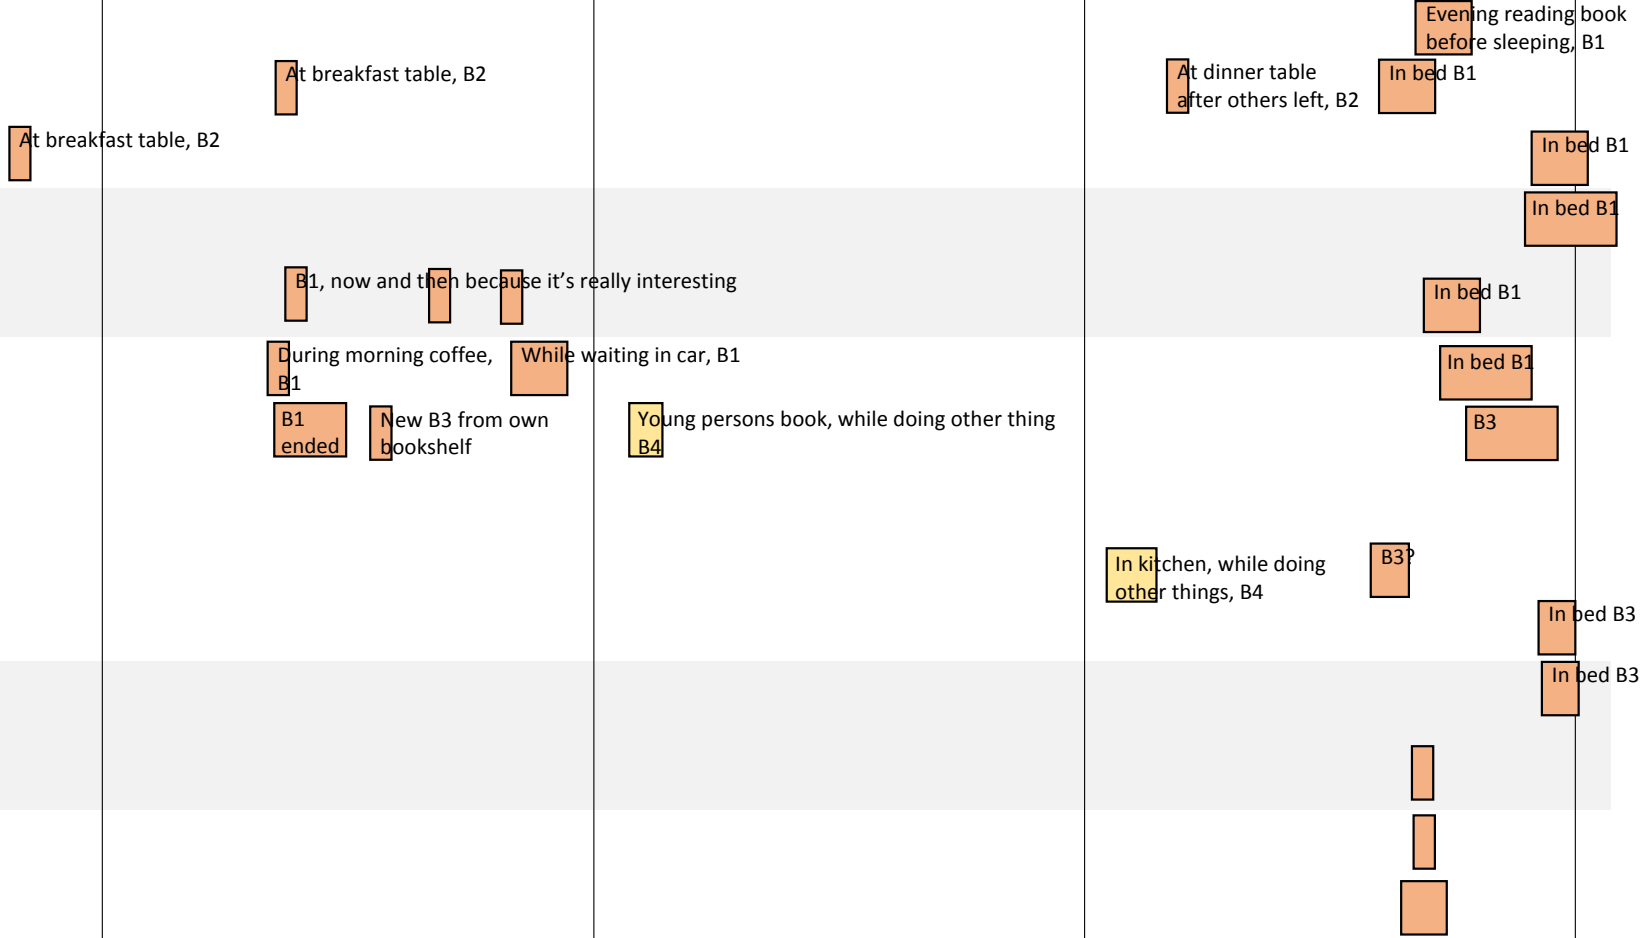 Evening reading book
before sleeping, B1
At breakfast table, B2
At dinner table
after others left, B2
In bed B1
At breakfast table, B2
In bed B1
In bed B1
B1, now and then because it’s really interesting
In bed B1
During morning coffee,
B1
While waiting in car, B1
In bed B1
B1
ended
New B3 from own
bookshelf
Young persons book, while doing other thing
B4
B3
In kitchen, while doing
other things, B4
B3?
In bed B3
In bed B3